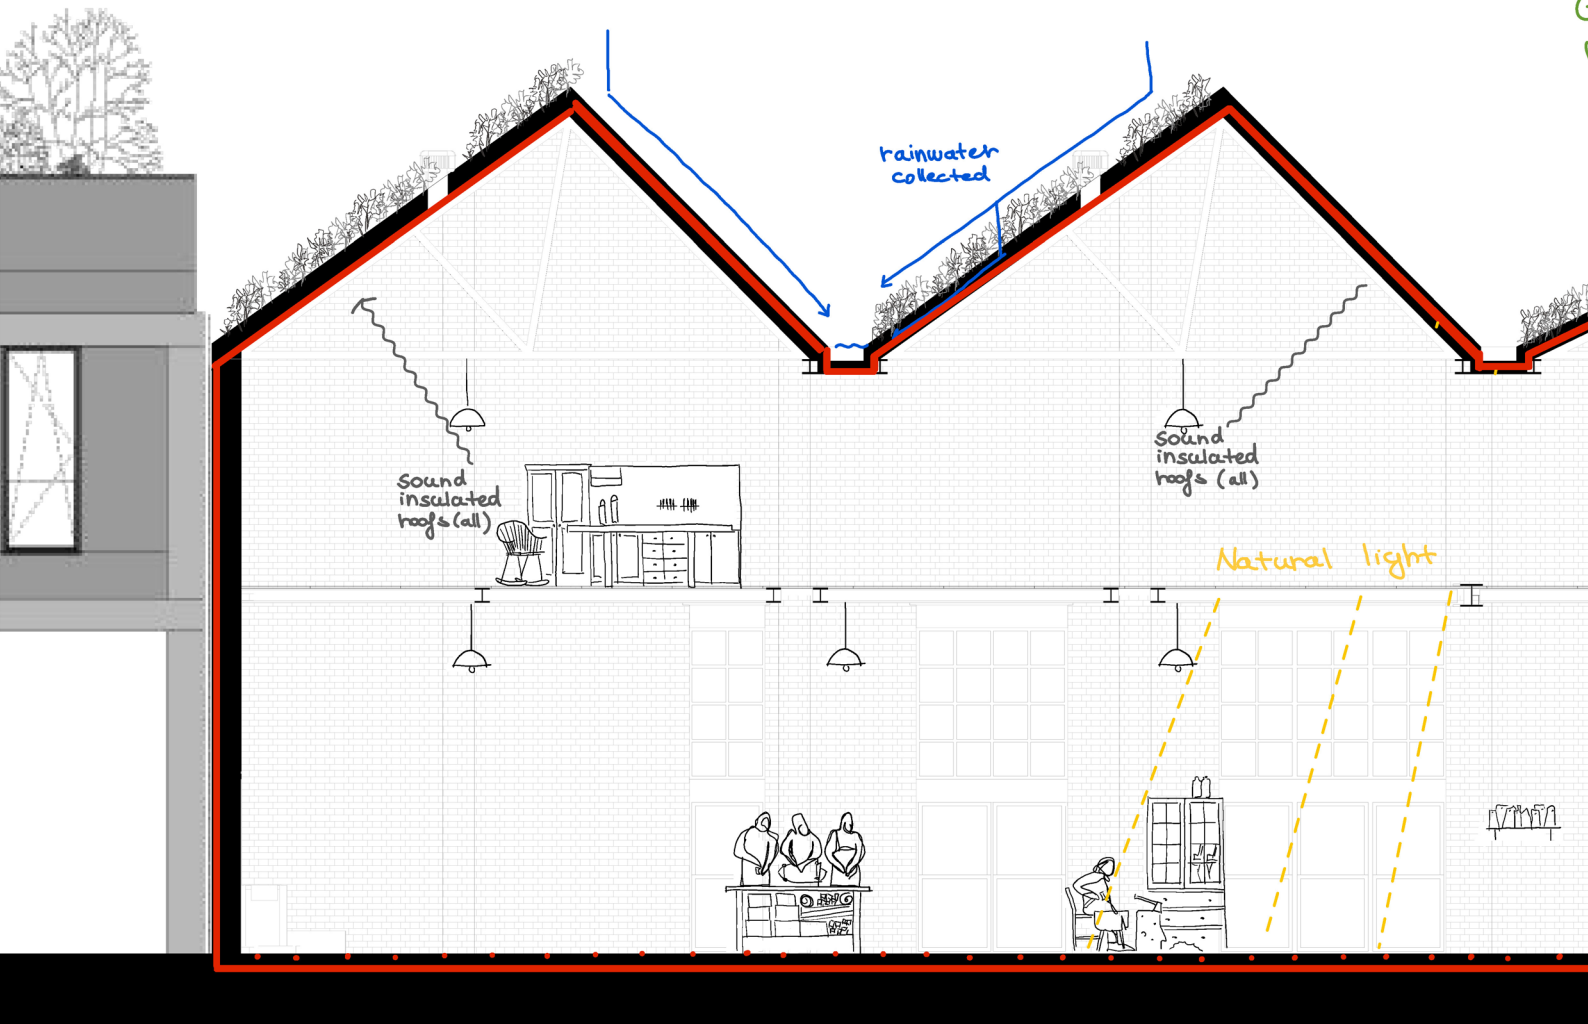 rainwater
collected
sound
insulated
roofs (all)
sound
insulated
roofs (all)
Natural light